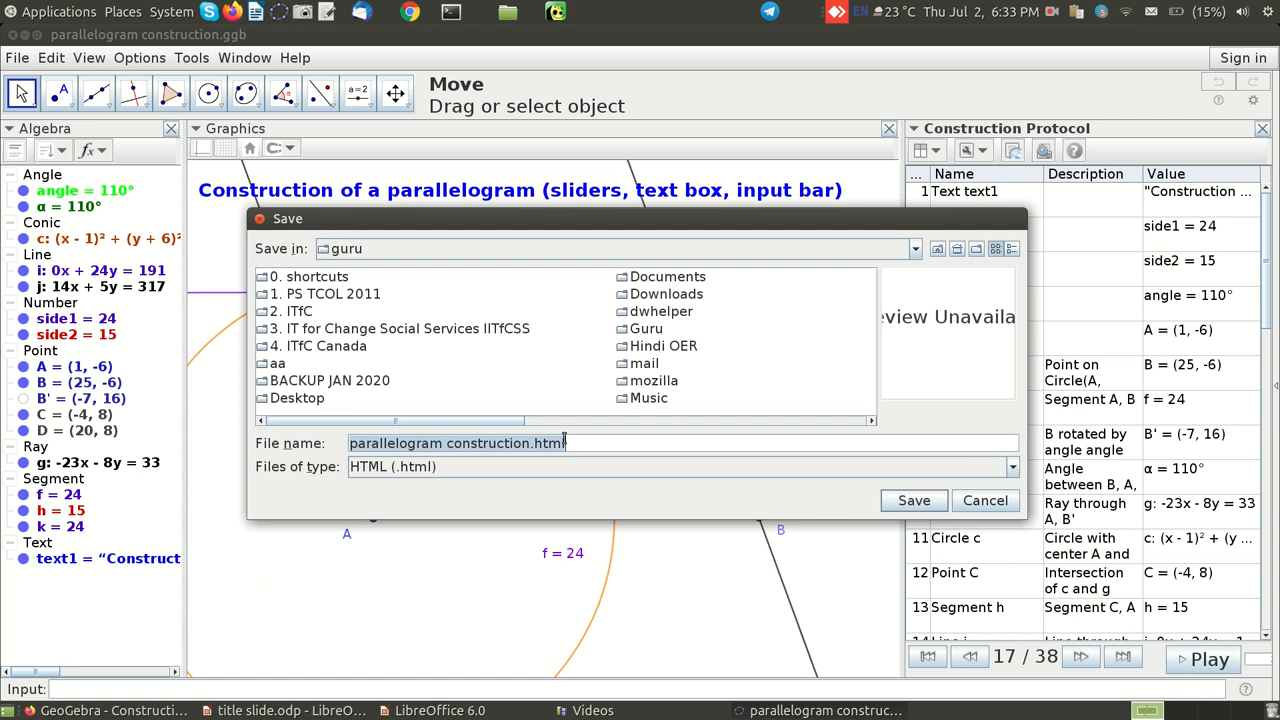 Applications Places System EN 23 °C Thu Jul 2, 6:33 PM (15%)
parallelogram construction.ggb
File Edit View Options Tools Window Help Sign in
A a=2
Move
Drag or select object
Algebra
Graphics
Construction Protocol
f(x)
Angle
angle = 110°
α = 110°
Conic
c: (x - 1)² + (y + 6)²
Line
i: 0x + 24y = 191
j: 14x + 5y = 317
Number
side1 = 24
side2 = 15
Point
A = (1, -6)
B = (25, -6)
B' = (-7, 16)
C = (-4, 8)
D = (20, 8)
Ray
g: -23x - 8y = 33
Segment
f = 24
h = 15
k = 24
Text
text1 = “Construct
Construction of a parallelogram (sliders, text box, input bar)
Save
Save in: guru
0. shortcuts
1. PS TCOL 2011
2. ITfC
3. IT for Change Social Services IITfCSS
4. ITfC Canada
aa
BACKUP JAN 2020
Desktop
Documents
Downloads
dwhelper
Guru
Hindi OER
mail
mozilla
Music
eview Unavaila
File name: parallelogram construction.html
Files of type: HTML (.html)
Save Cancel
A
B
f = 24
... Name Description Value
1 Text text1 "Construction ...
side1 = 24
side2 = 15
angle = 110°
A = (1, -6)
Point on Circle(A, B = (25, -6)
Segment A, B f = 24
B rotated by angle angle B' = (-7, 16)
Angle between B, A, α = 110°
Ray through A, B' g: -23x - 8y = 33
11 Circle c Circle with center A and c: (x - 1)² + (y ...
12 Point C Intersection of c and g C = (-4, 8)
13 Segment h Segment C, A h = 15
17 / 38 Play
Input:
GeoGebra - Constructi... title slide.odp - LibreO... LibreOffice 6.0 Videos parallelogram construc...